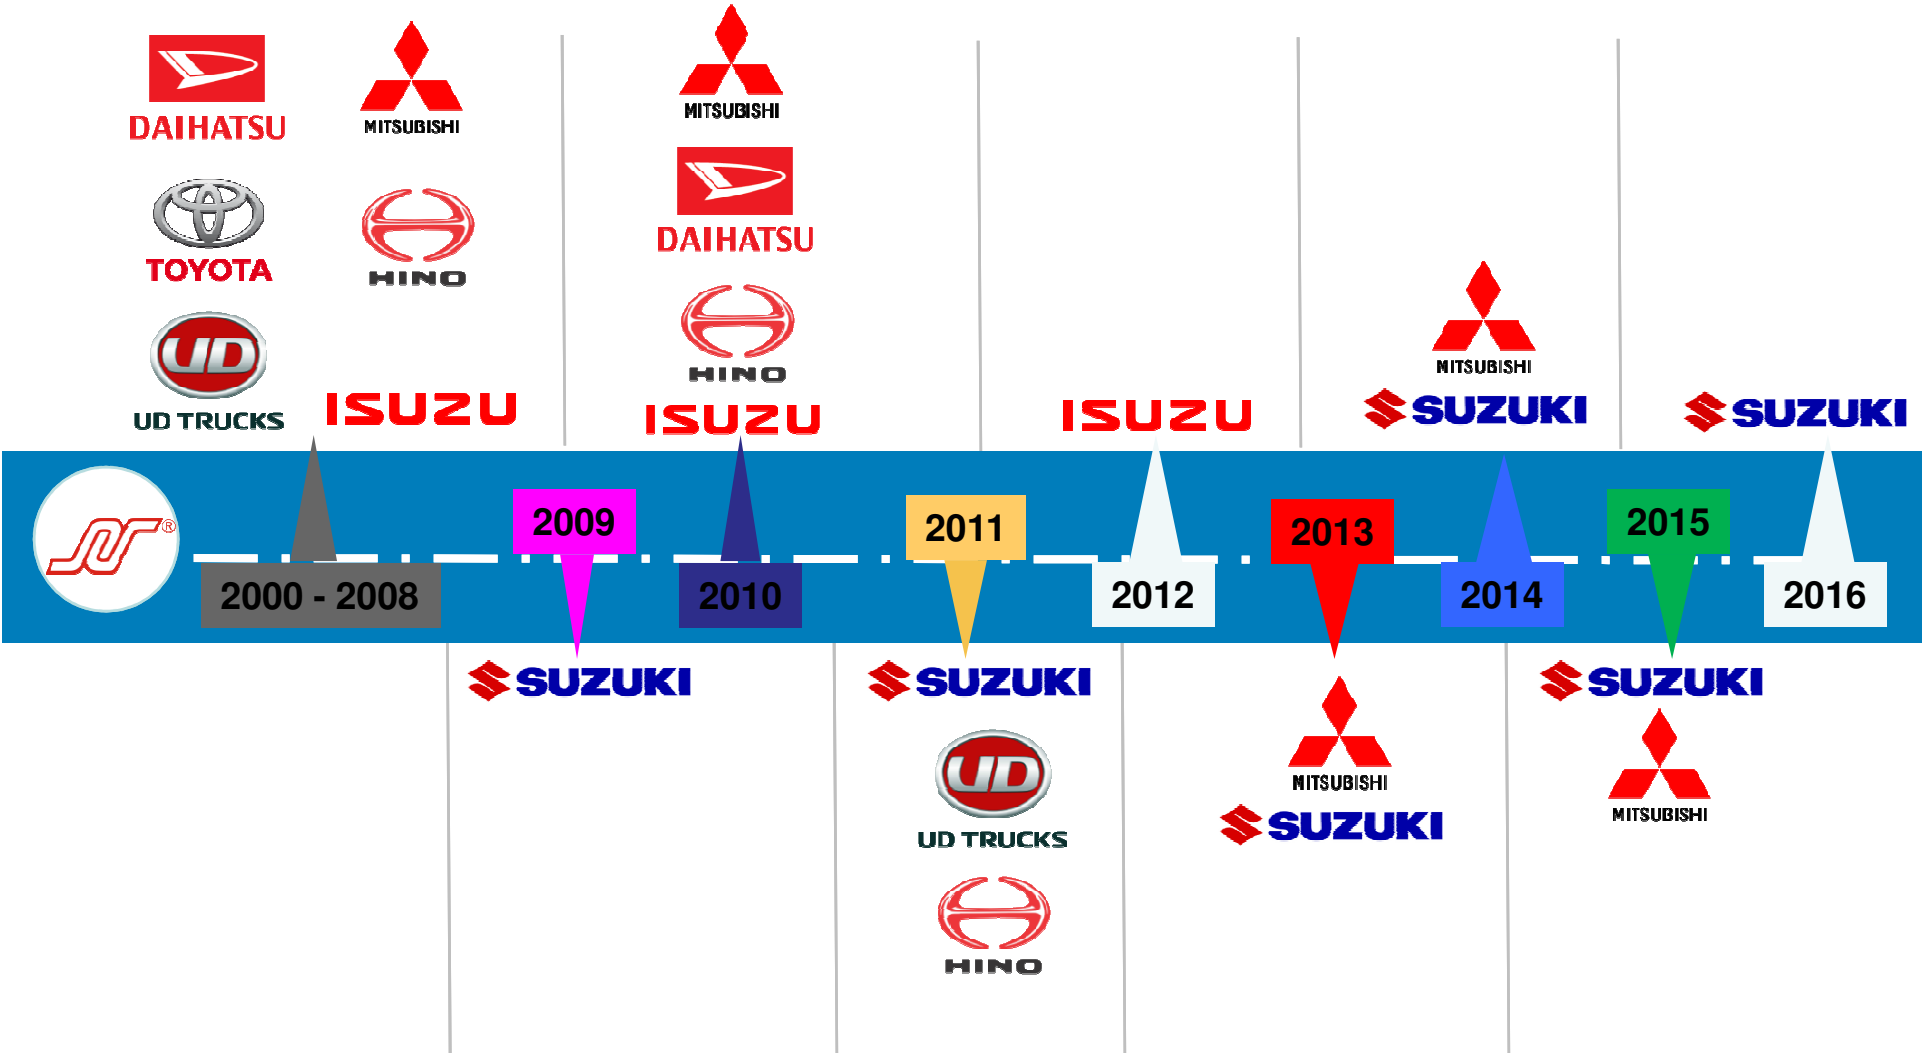 DAIHATSU
MITSUBISHI
TOYOTA
HINO
UD
UD TRUCKS
ISUZU
MITSUBISHI
DAIHATSU
HINO
ISUZU
ISUZU
MITSUBISHI
SUZUKI
SUZUKI
®
2000 - 2008
2009
2010
2011
2012
2013
2014
2015
2016
SUZUKI
SUZUKI
UD
UD TRUCKS
HINO
MITSUBISHI
SUZUKI
SUZUKI
MITSUBISHI